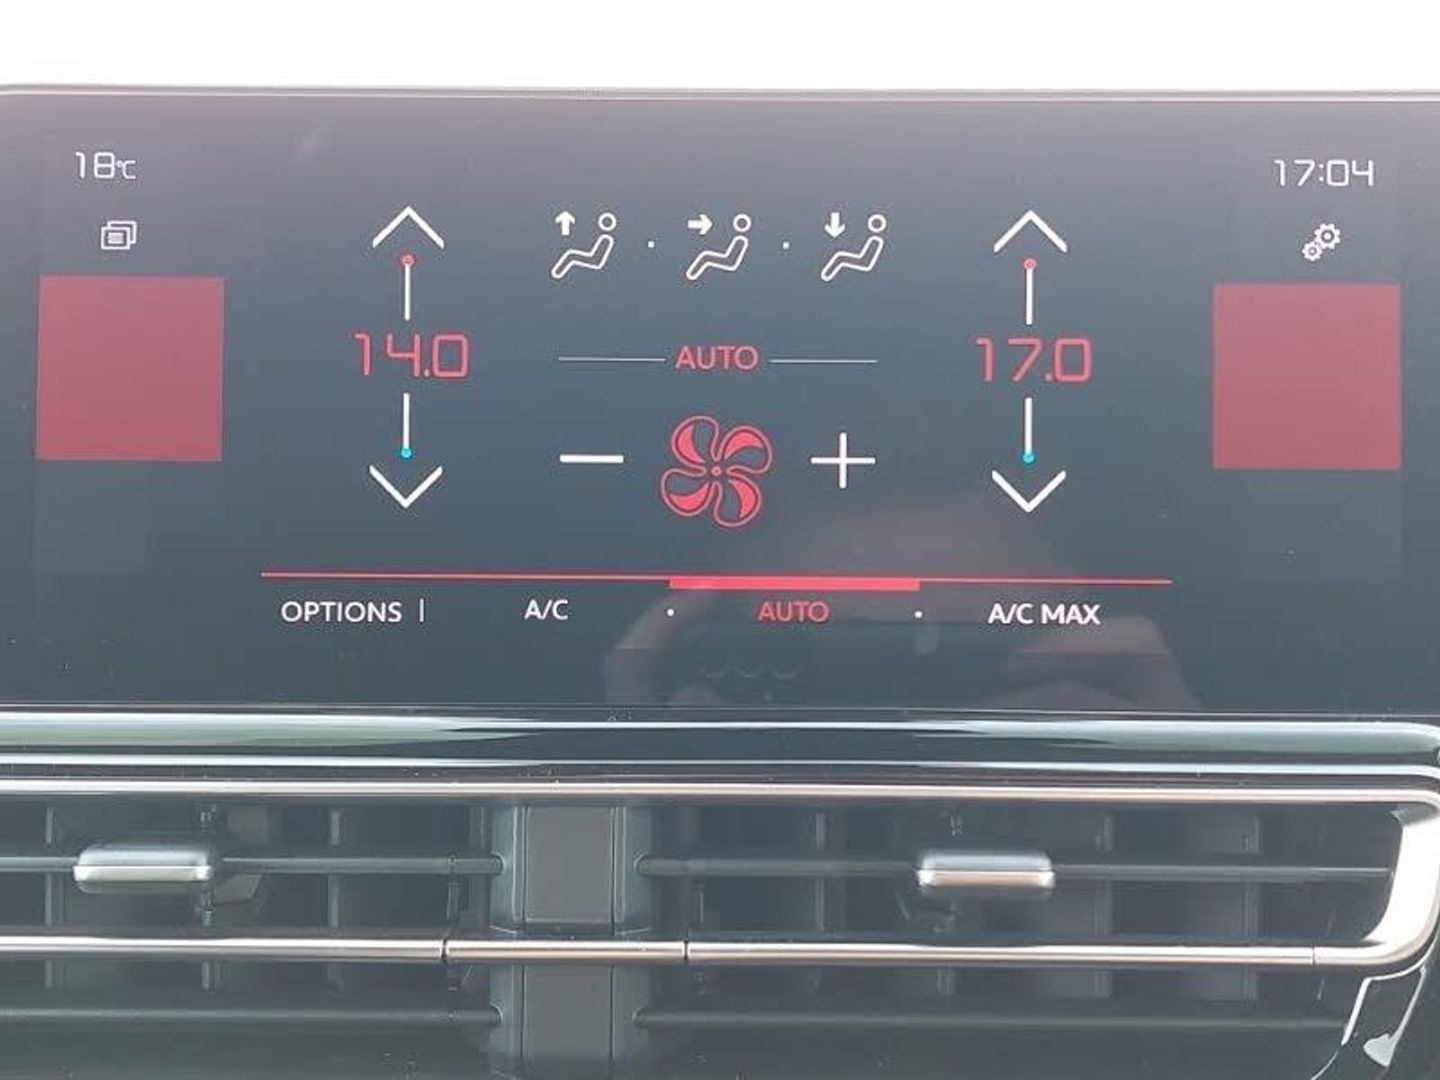 18°C
17:04
14.0
AUTO
17.0
OPTIONS | A/C · AUTO · A/C MAX